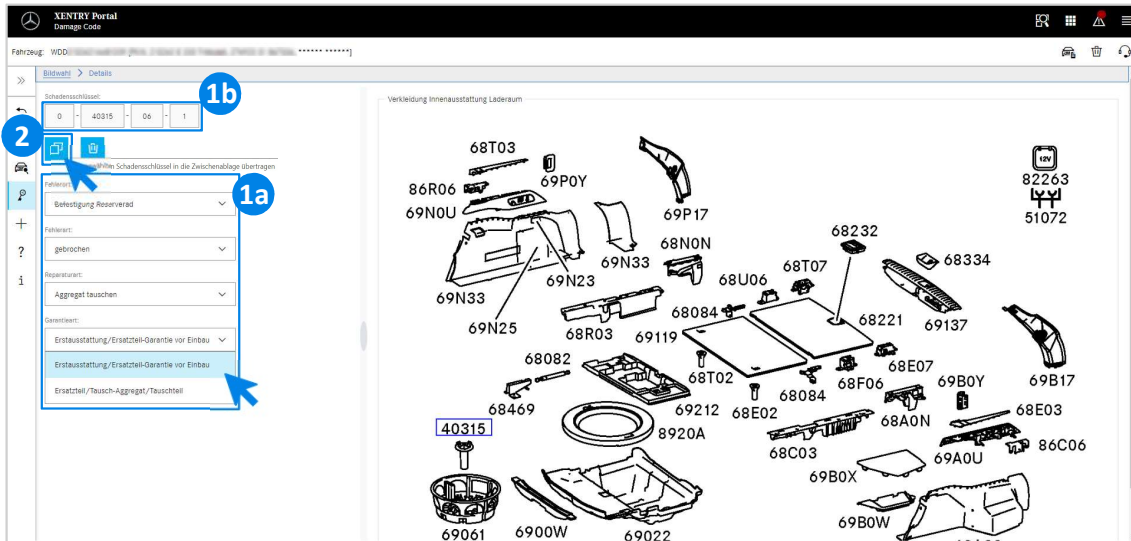 XENTRY Portal
Damage Code
Fahrzeug: WDD
****** ******]
Bildwahl > Details
Schadensschlüssel:
1b
0 - 40315 - 06 - 1
2
n Schadensschlüssel in die Zwischenablage übertragen
1a
Fehlerort:
Befestigung Reserverad
Fehlerart:
gebrochen
Reparaturart:
Aggregat tauschen
Garantieart:
Erstausstattung/Ersatzteil-Garantie vor Einbau
Erstausstattung/Ersatzteil-Garantie vor Einbau
Ersatzteil/Tausch-Aggregat/Tauschteil
?
i
Verkleidung Innenausstattung Laderaum
68T03
86R06
69P0Y
69N0U
69P17
12V
82263
51072
69N33
69N23
69N33
69N25
68N0N
68232
68334
68U06
68T07
68R03
68084
69119
68221
69137
68082
68T02
68E07
68F06
69B0Y
69B17
68469
69212
68E02
68084
68A0N
68E03
40315
8920A
68C03
69A0U
86C06
69B0X
69061
6900W
69022
69B0W